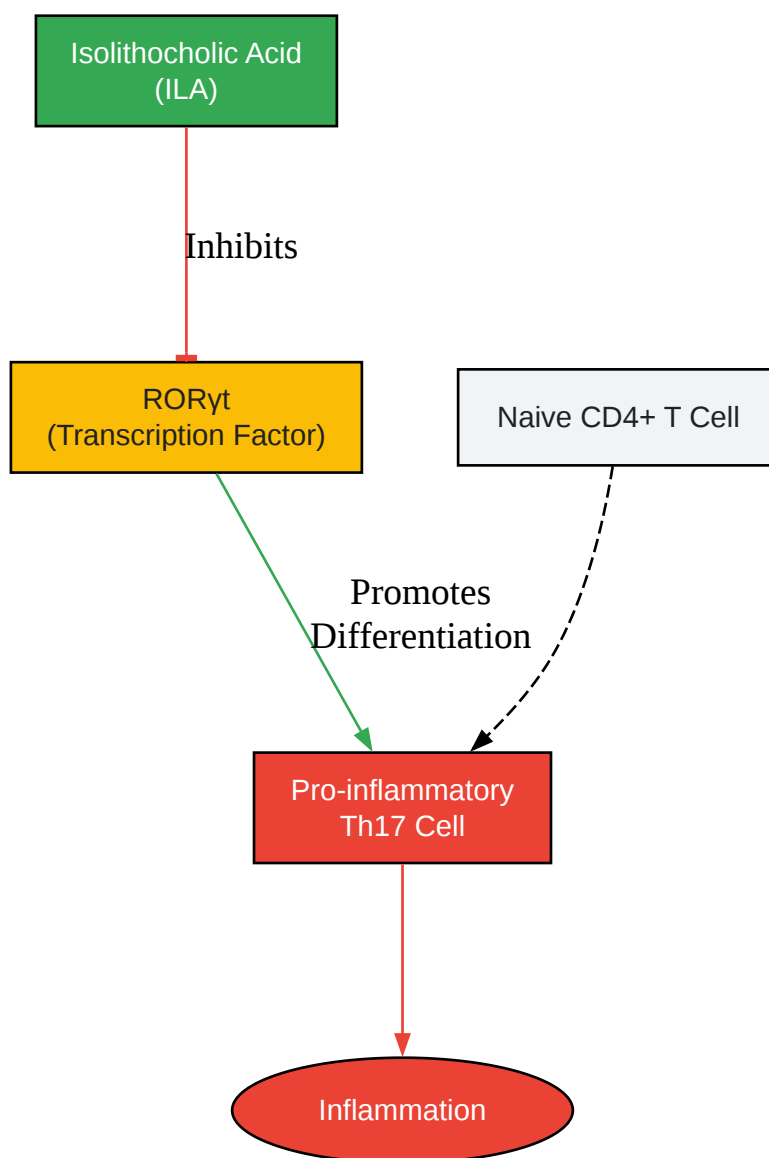 Isolithocholic Acid
(ILA)
Inhibits
RORγt
(Transcription Factor)
Naive CD4+ T Cell
Promotes
Differentiation
Pro-inflammatory
Th17 Cell
Inflammation